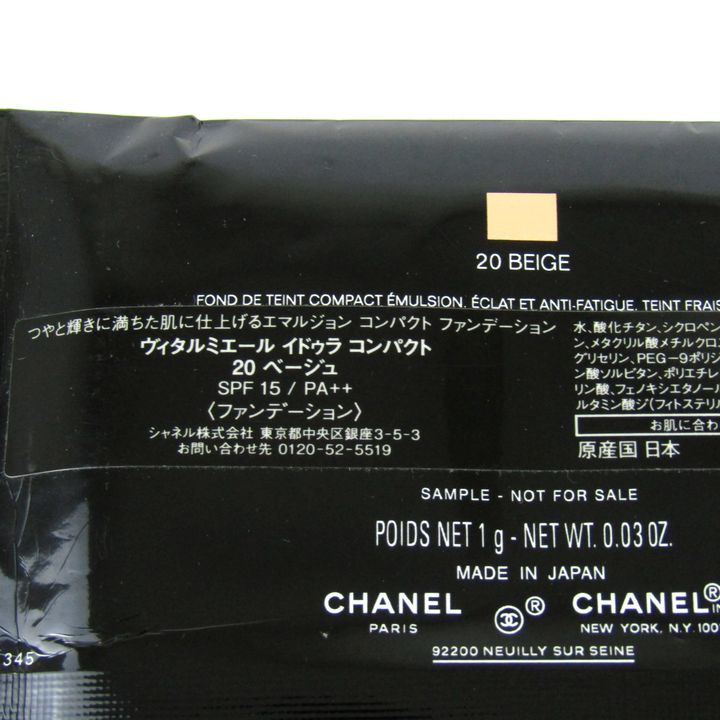 20 BEIGE
FOND DE TEINT COMPACT ÉMULSION. ÉCLAT ET ANTI-FATIGUE. TEINT FRAIS
つやと輝きに満ちた肌に仕上げるエマルジョン コンパクト ファンデーション
ヴィタルミエール イドゥラ コンパクト
20 ベージュ
SPF 15 / PA++
〈ファンデーション〉
シャネル株式会社 東京都中央区銀座3-5-3
お問い合わせ先 0120-52-5519
水、酸化チタン、シクロペン
ン、メタクリル酸メチルクロス
グリセリン、PEG-9ポリジ
ン酸ソルビタン、ポリエチレ
リン酸、フェノキシエタノール
ルタミン酸ジ(フィトステリル
お肌に合わ
原産国 日本
SAMPLE - NOT FOR SALE
POIDS NET 1 g - NET WT. 0.03 OZ.
MADE IN JAPAN
CHANEL ® CHANEL®
PARIS NEW YORK, N.Y. 100
92200 NEUILLY SUR SEINE
345